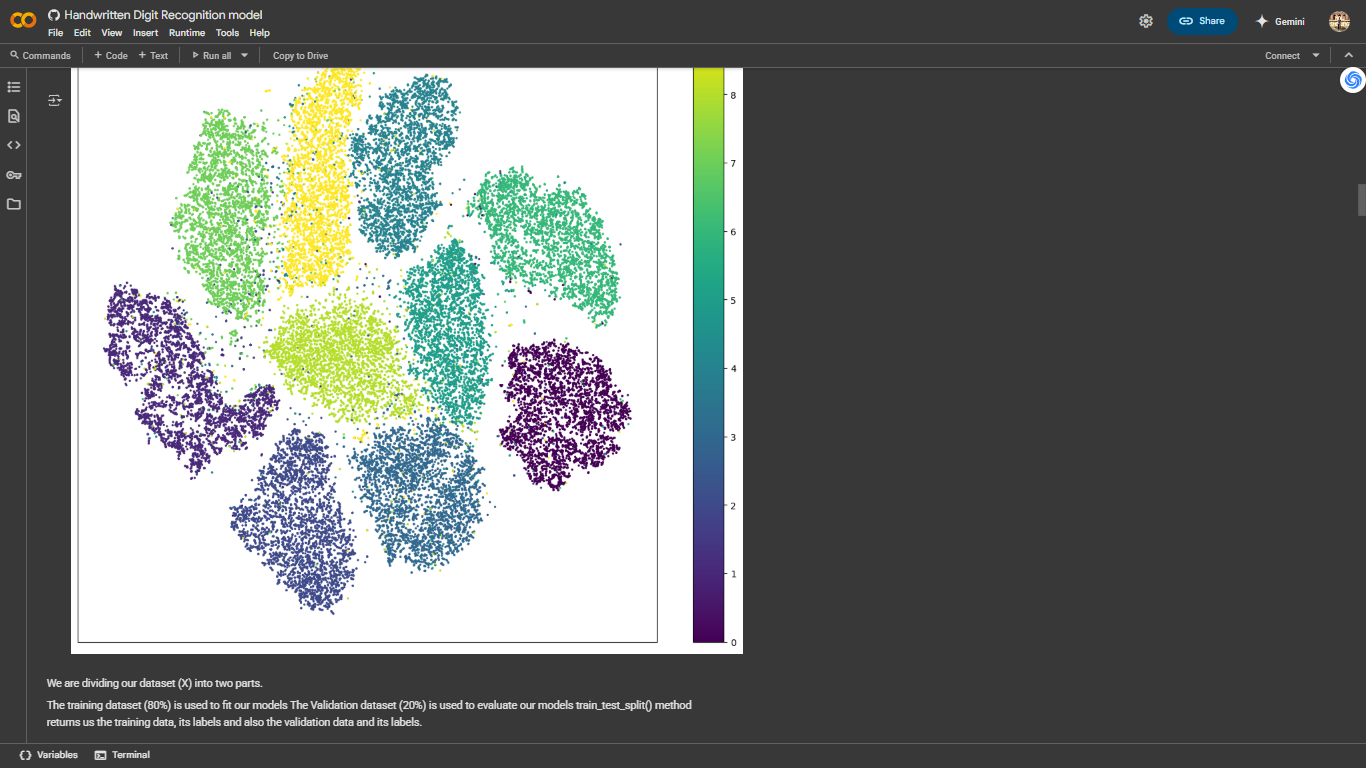 Handwritten Digit Recognition model
File Edit View Insert Runtime Tools Help
Share
Gemini
Commands + Code + Text Run all Copy to Drive
Connect
8
7
6
5
4
3
2
1
0
We are dividing our dataset (X) into two parts.
The training dataset (80%) is used to fit our models The Validation dataset (20%) is used to evaluate our models train_test_split() method
returns us the training data, its labels and also the validation data and its labels.
Variables Terminal